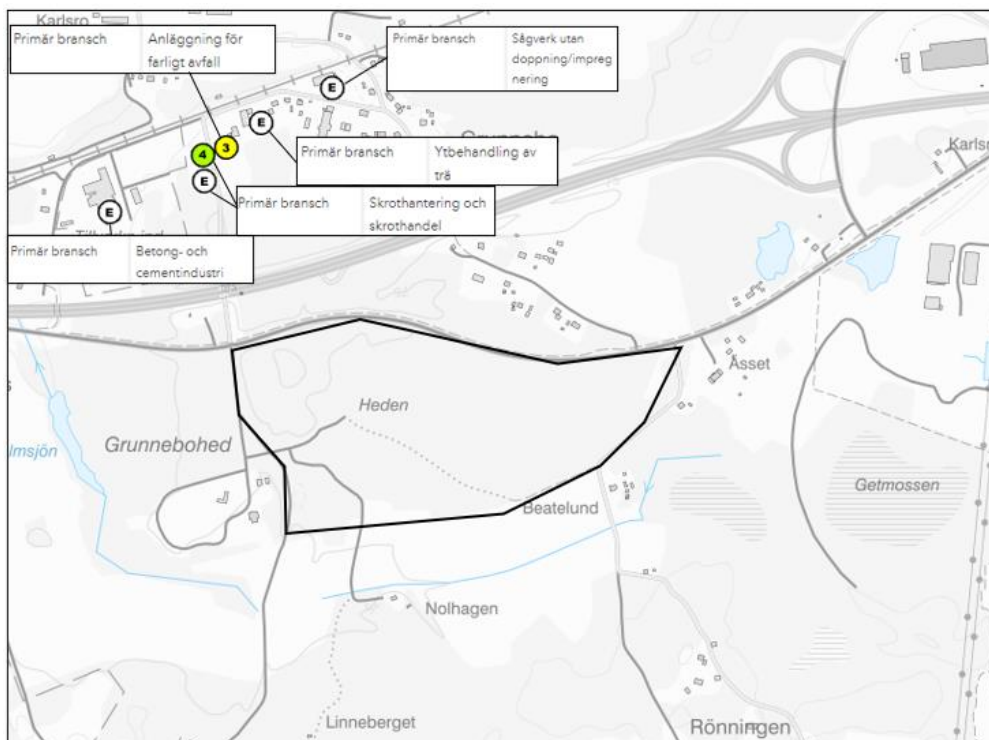 Karlsro
Primär bransch
Anläggning för
farligt avfall
Primär bransch
Sågverk utan
doppning/impreg
nering
E
E
4
3
E
E
Primär bransch
Ytbehandling av
trä
Primär bransch
Skrothantering och
skrothandel
Primär bransch
Betong- och
cementindustri
Karlsr
Åsset
Heden
Grunnebohed
lmsjön
Getmossen
Beatelund
Nolhagen
Linneberget
Rönningen